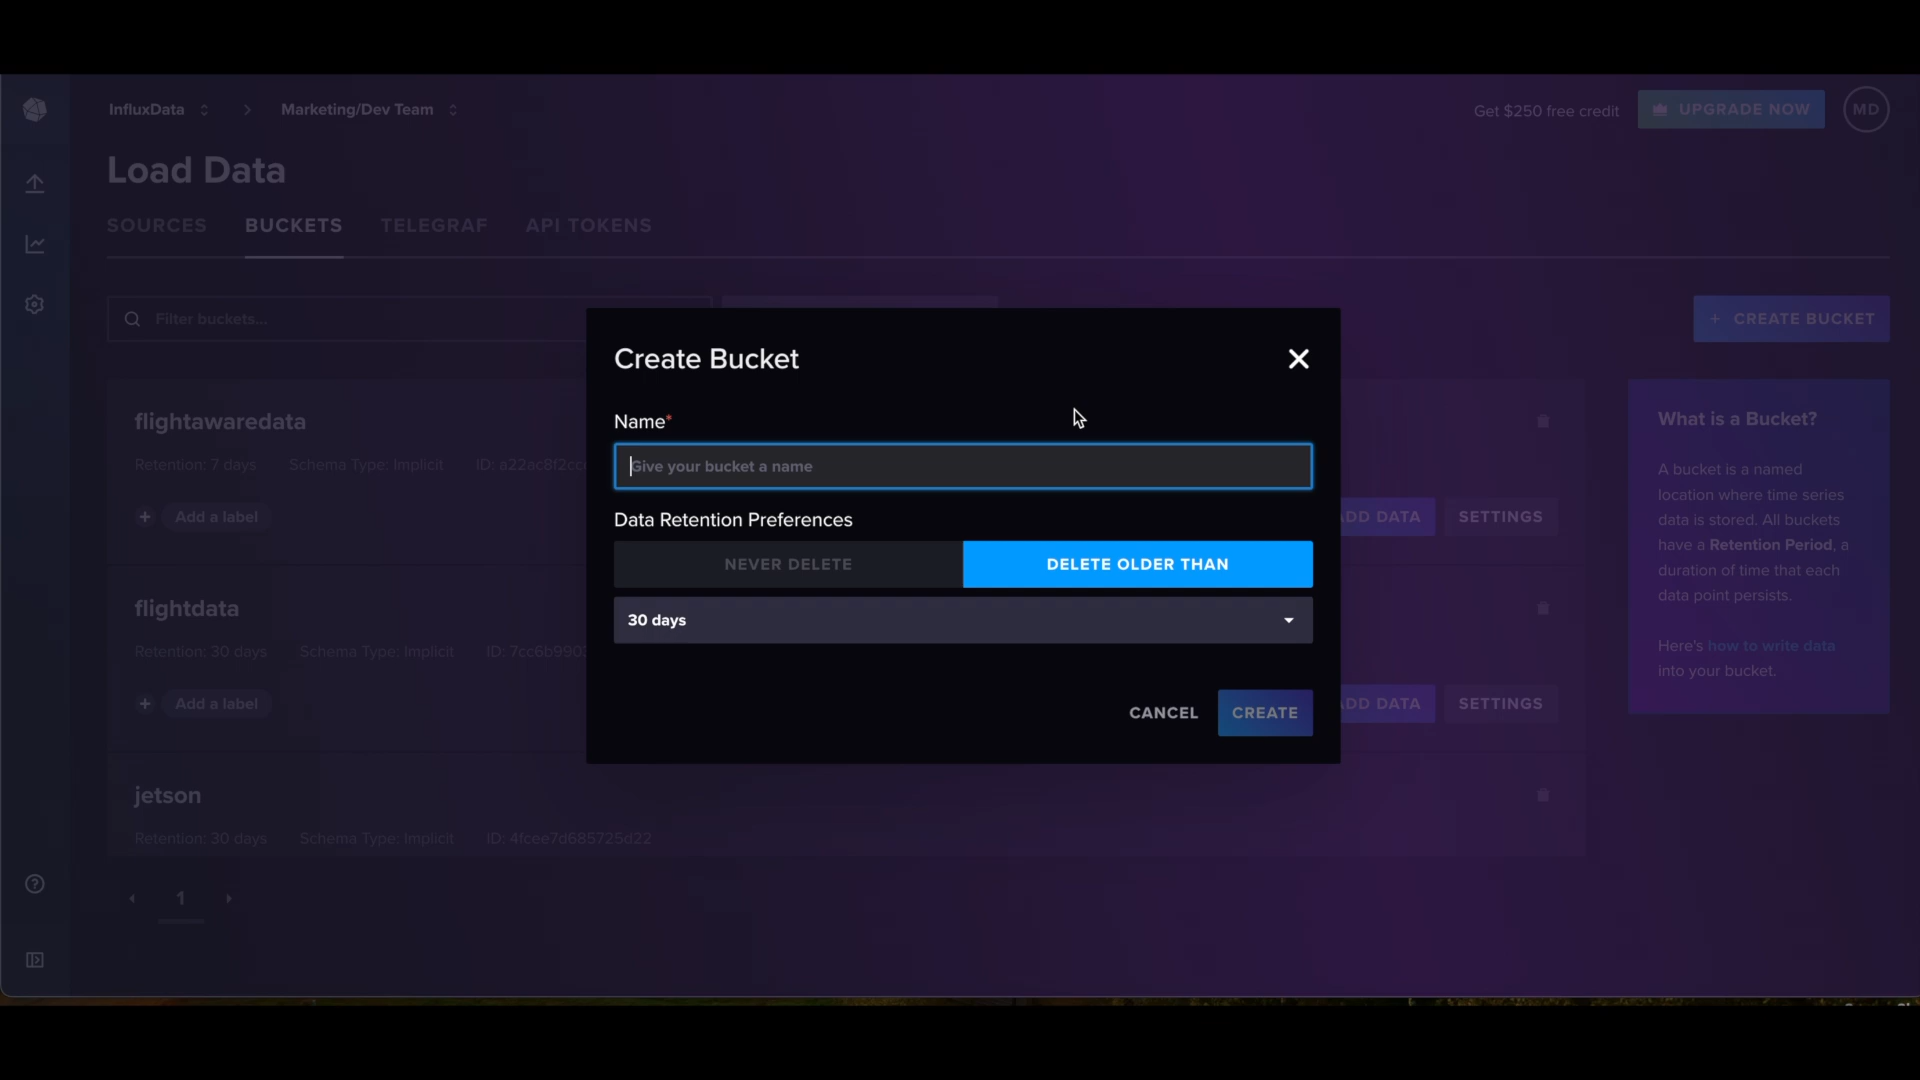 InfluxData
Marketing/Dev Team
Get $250 free credit
UPGRADE NOW
MD
Load Data
SOURCES
BUCKETS
TELEGRAF
API TOKENS
Filter buckets...
+ CREATE BUCKET
Create Bucket
Name*
Give your bucket a name
Data Retention Preferences
NEVER DELETE
DELETE OLDER THAN
30 days
CANCEL
CREATE
flightawaredata
Retention: 7 days
Schema Type: Implicit
ID: a22ac8f2cc
+ Add a label
DD DATA
SETTINGS
flightdata
Retention: 30 days
Schema Type: Implicit
ID: 7cc6b990
+ Add a label
DD DATA
SETTINGS
jetson
Retention: 30 days
Schema Type: Implicit
ID: 4fcee7d685725d22
1
What is a Bucket?
A bucket is a named
location where time series
data is stored. All buckets
have a Retention Period, a
duration of time that each
data point persists.
Here's how to write data
into your bucket.